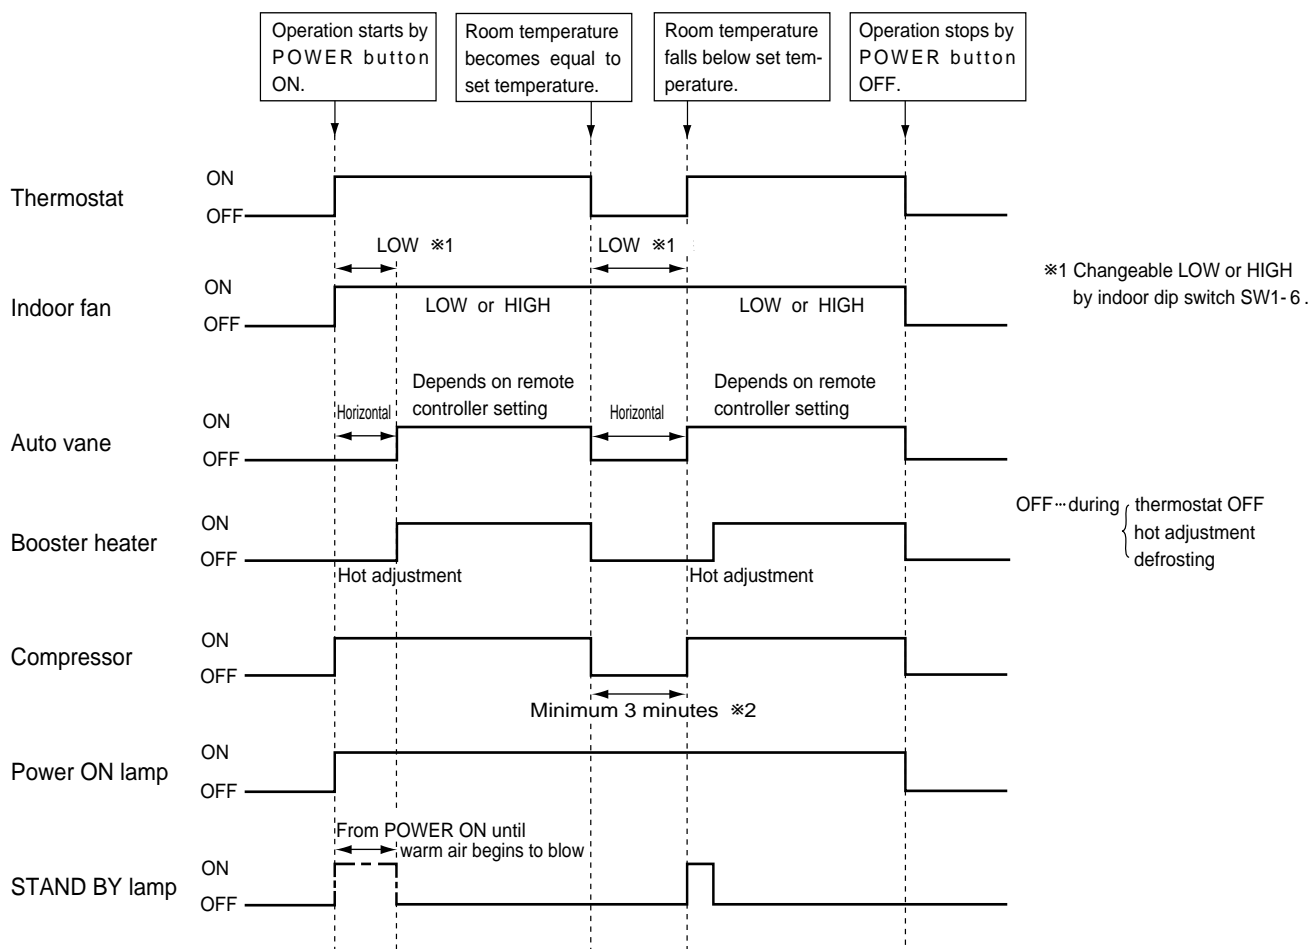 Operation starts by
POWER button
ON.
Room temperature
becomes equal to
set temperature.
Room temperature
falls below set tem-
perature.
Operation stops by
POWER button
OFF.
Thermostat
ON
OFF
LOW ※1
LOW ※1
Indoor fan
ON
OFF
LOW or HIGH
LOW or HIGH
※1 Changeable LOW or HIGH
by indoor dip switch SW1-6.
Auto vane
ON
OFF
Horizontal
Depends on remote
controller setting
Horizontal
Depends on remote
controller setting
Booster heater
ON
OFF
Hot adjustment
Hot adjustment
OFF···during { thermostat OFF
hot adjustment
defrosting
Compressor
ON
OFF
Minimum 3 minutes ※2
Power ON lamp
ON
OFF
STAND BY lamp
ON
OFF
From POWER ON until
warm air begins to blow